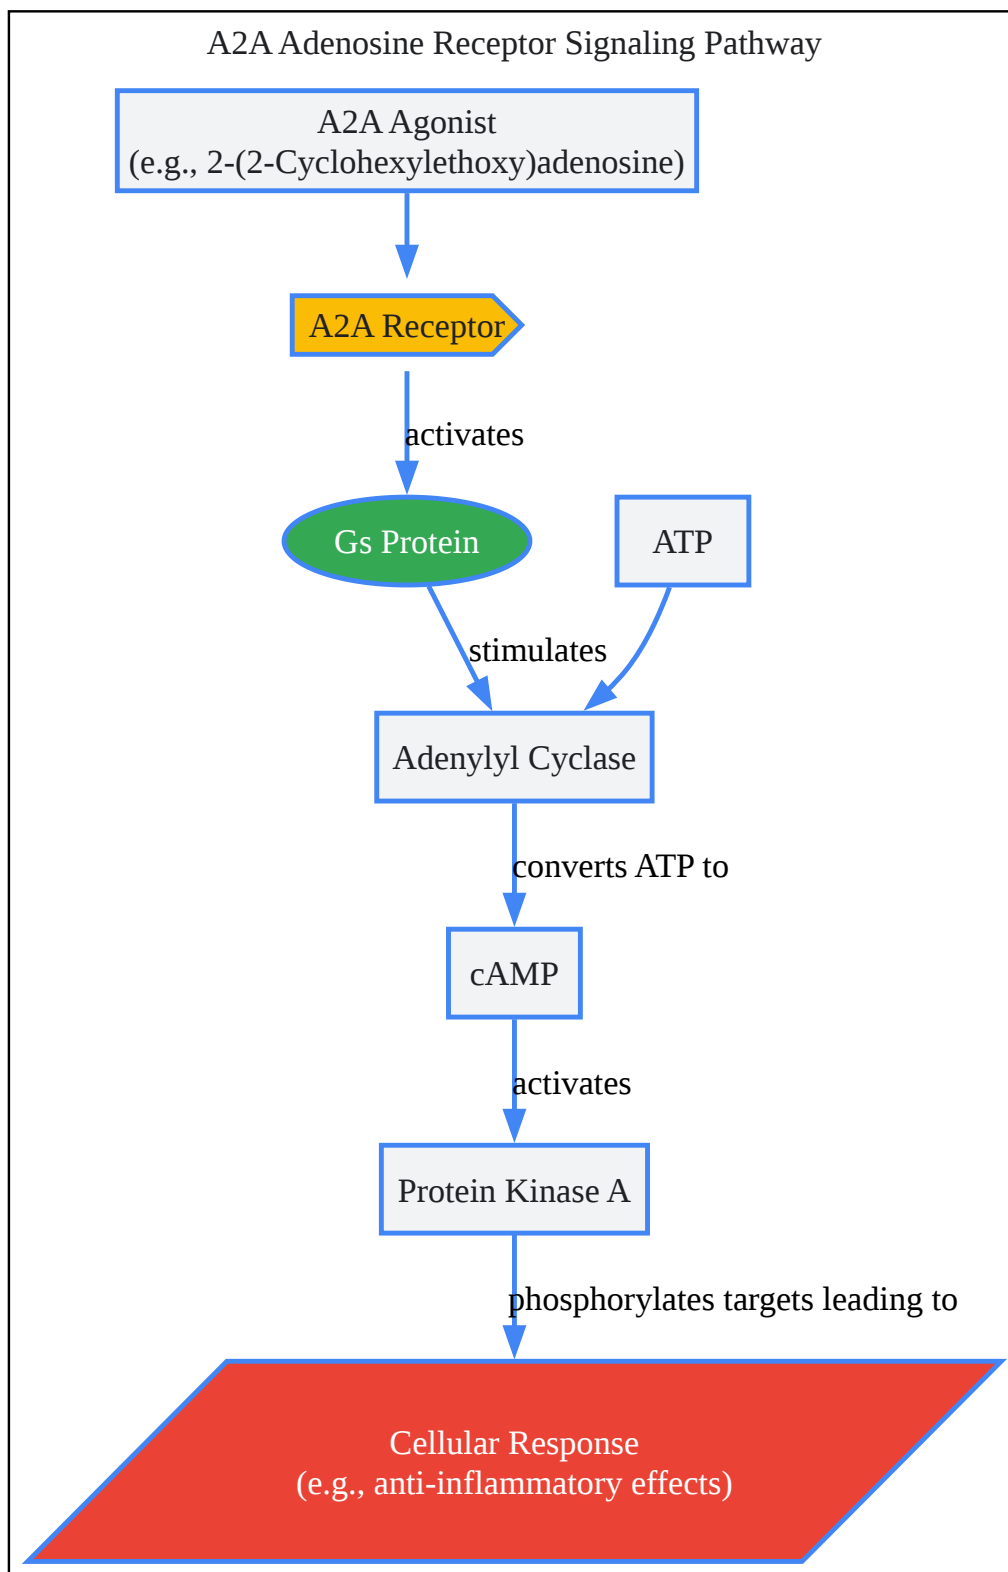 A2A Adenosine Receptor Signaling Pathway
A2A Agonist
(e.g., 2-(2-Cyclohexylethoxy)adenosine)
A2A Receptor
activates
Gs Protein
ATP
stimulates
Adenylyl Cyclase
converts ATP to
cAMP
activates
Protein Kinase A
phosphorylates targets leading to
Cellular Response
(e.g., anti-inflammatory effects)